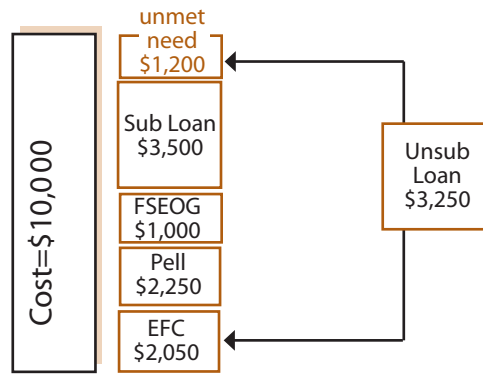 unmet
need
$1,200
Sub Loan
$3,500
FSEOG
$1,000
Pell
$2,250
EFC
$2,050
Cost=$10,000
Unsub
Loan
$3,250